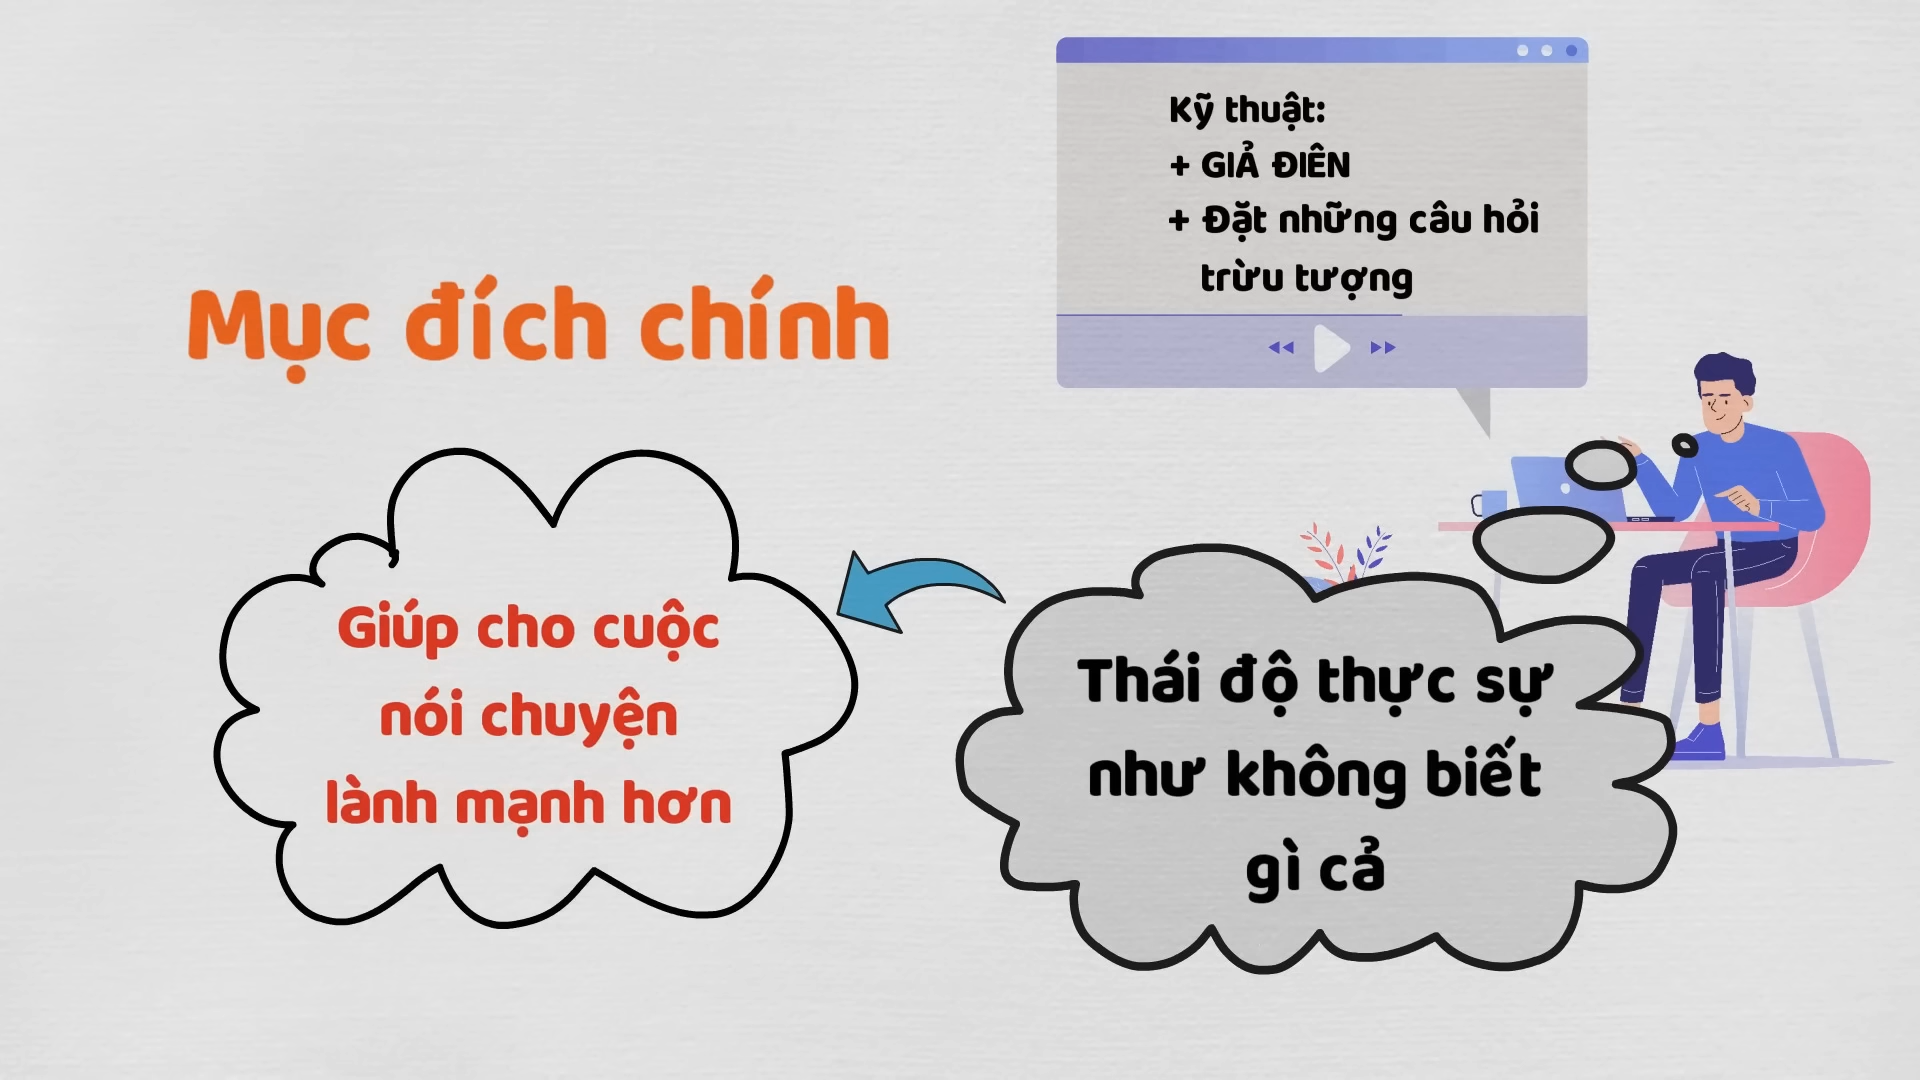 Kỹ thuật:
+ GIẢ ĐIÊN
+ Đặt những câu hỏi
trừu tượng
Mục đích chính
Giúp cho cuộc
nói chuyện
lành mạnh hơn
Thái độ thực sự
như không biết
gì cả